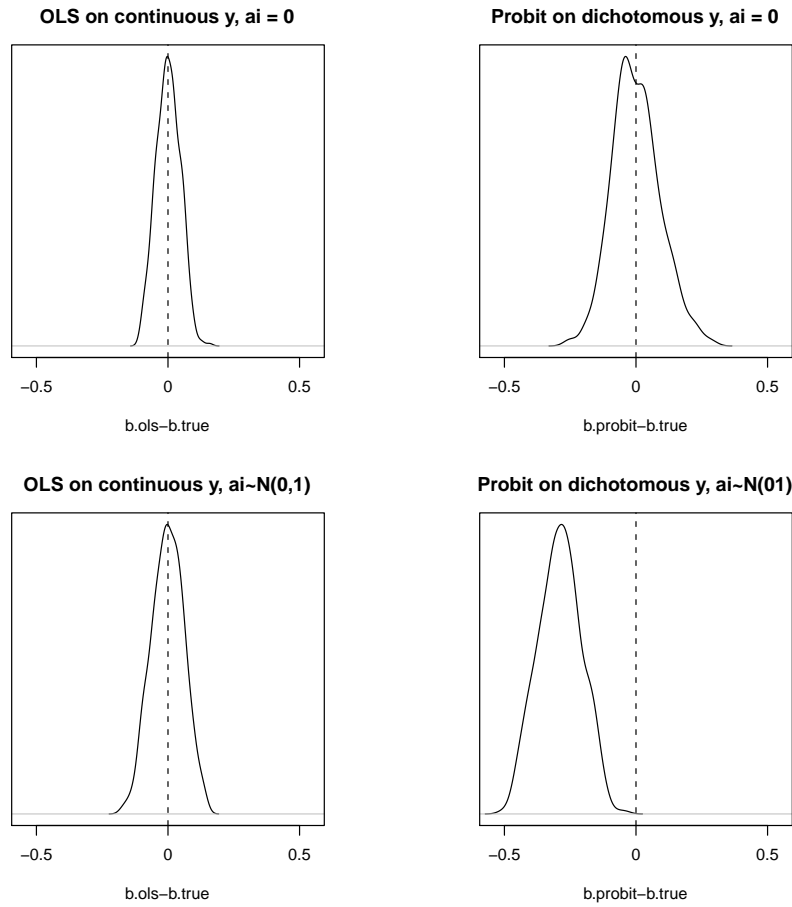 OLS on continuous y, ai = 0
−0.5 0 0.5
b.ols−b.true
Probit on dichotomous y, ai = 0
−0.5 0 0.5
b.probit−b.true
OLS on continuous y, ai~N(0,1)
−0.5 0 0.5
b.ols−b.true
Probit on dichotomous y, ai~N(01)
−0.5 0 0.5
b.probit−b.true